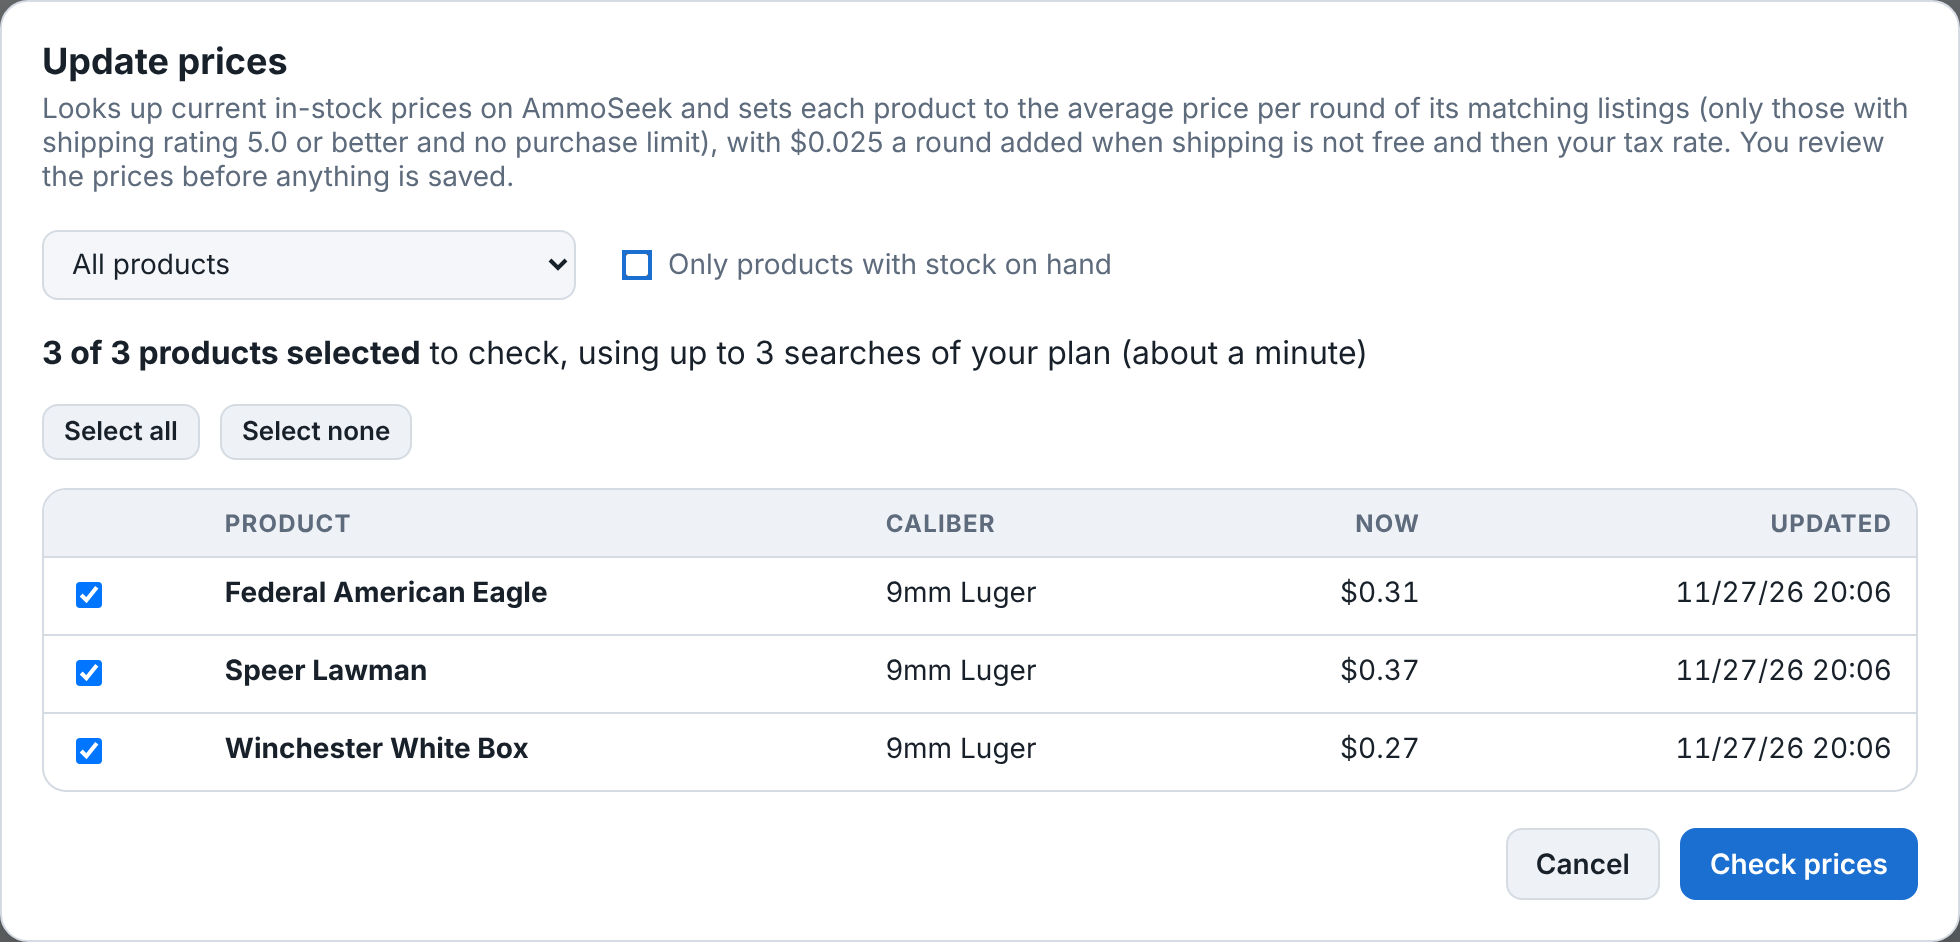 Update prices
Looks up current in-stock prices on AmmoSeek and sets each product to the average price per round of its matching listings (only those with
shipping rating 5.0 or better and no purchase limit), with $0.025 a round added when shipping is not free and then your tax rate. You review
the prices before anything is saved.
All products
Only products with stock on hand
3 of 3 products selected to check, using up to 3 searches of your plan (about a minute)
Select all Select none
PRODUCT CALIBER NOW UPDATED
Federal American Eagle 9mm Luger $0.31 11/27/26 20:06
Speer Lawman 9mm Luger $0.37 11/27/26 20:06
Winchester White Box 9mm Luger $0.27 11/27/26 20:06
Cancel Check prices